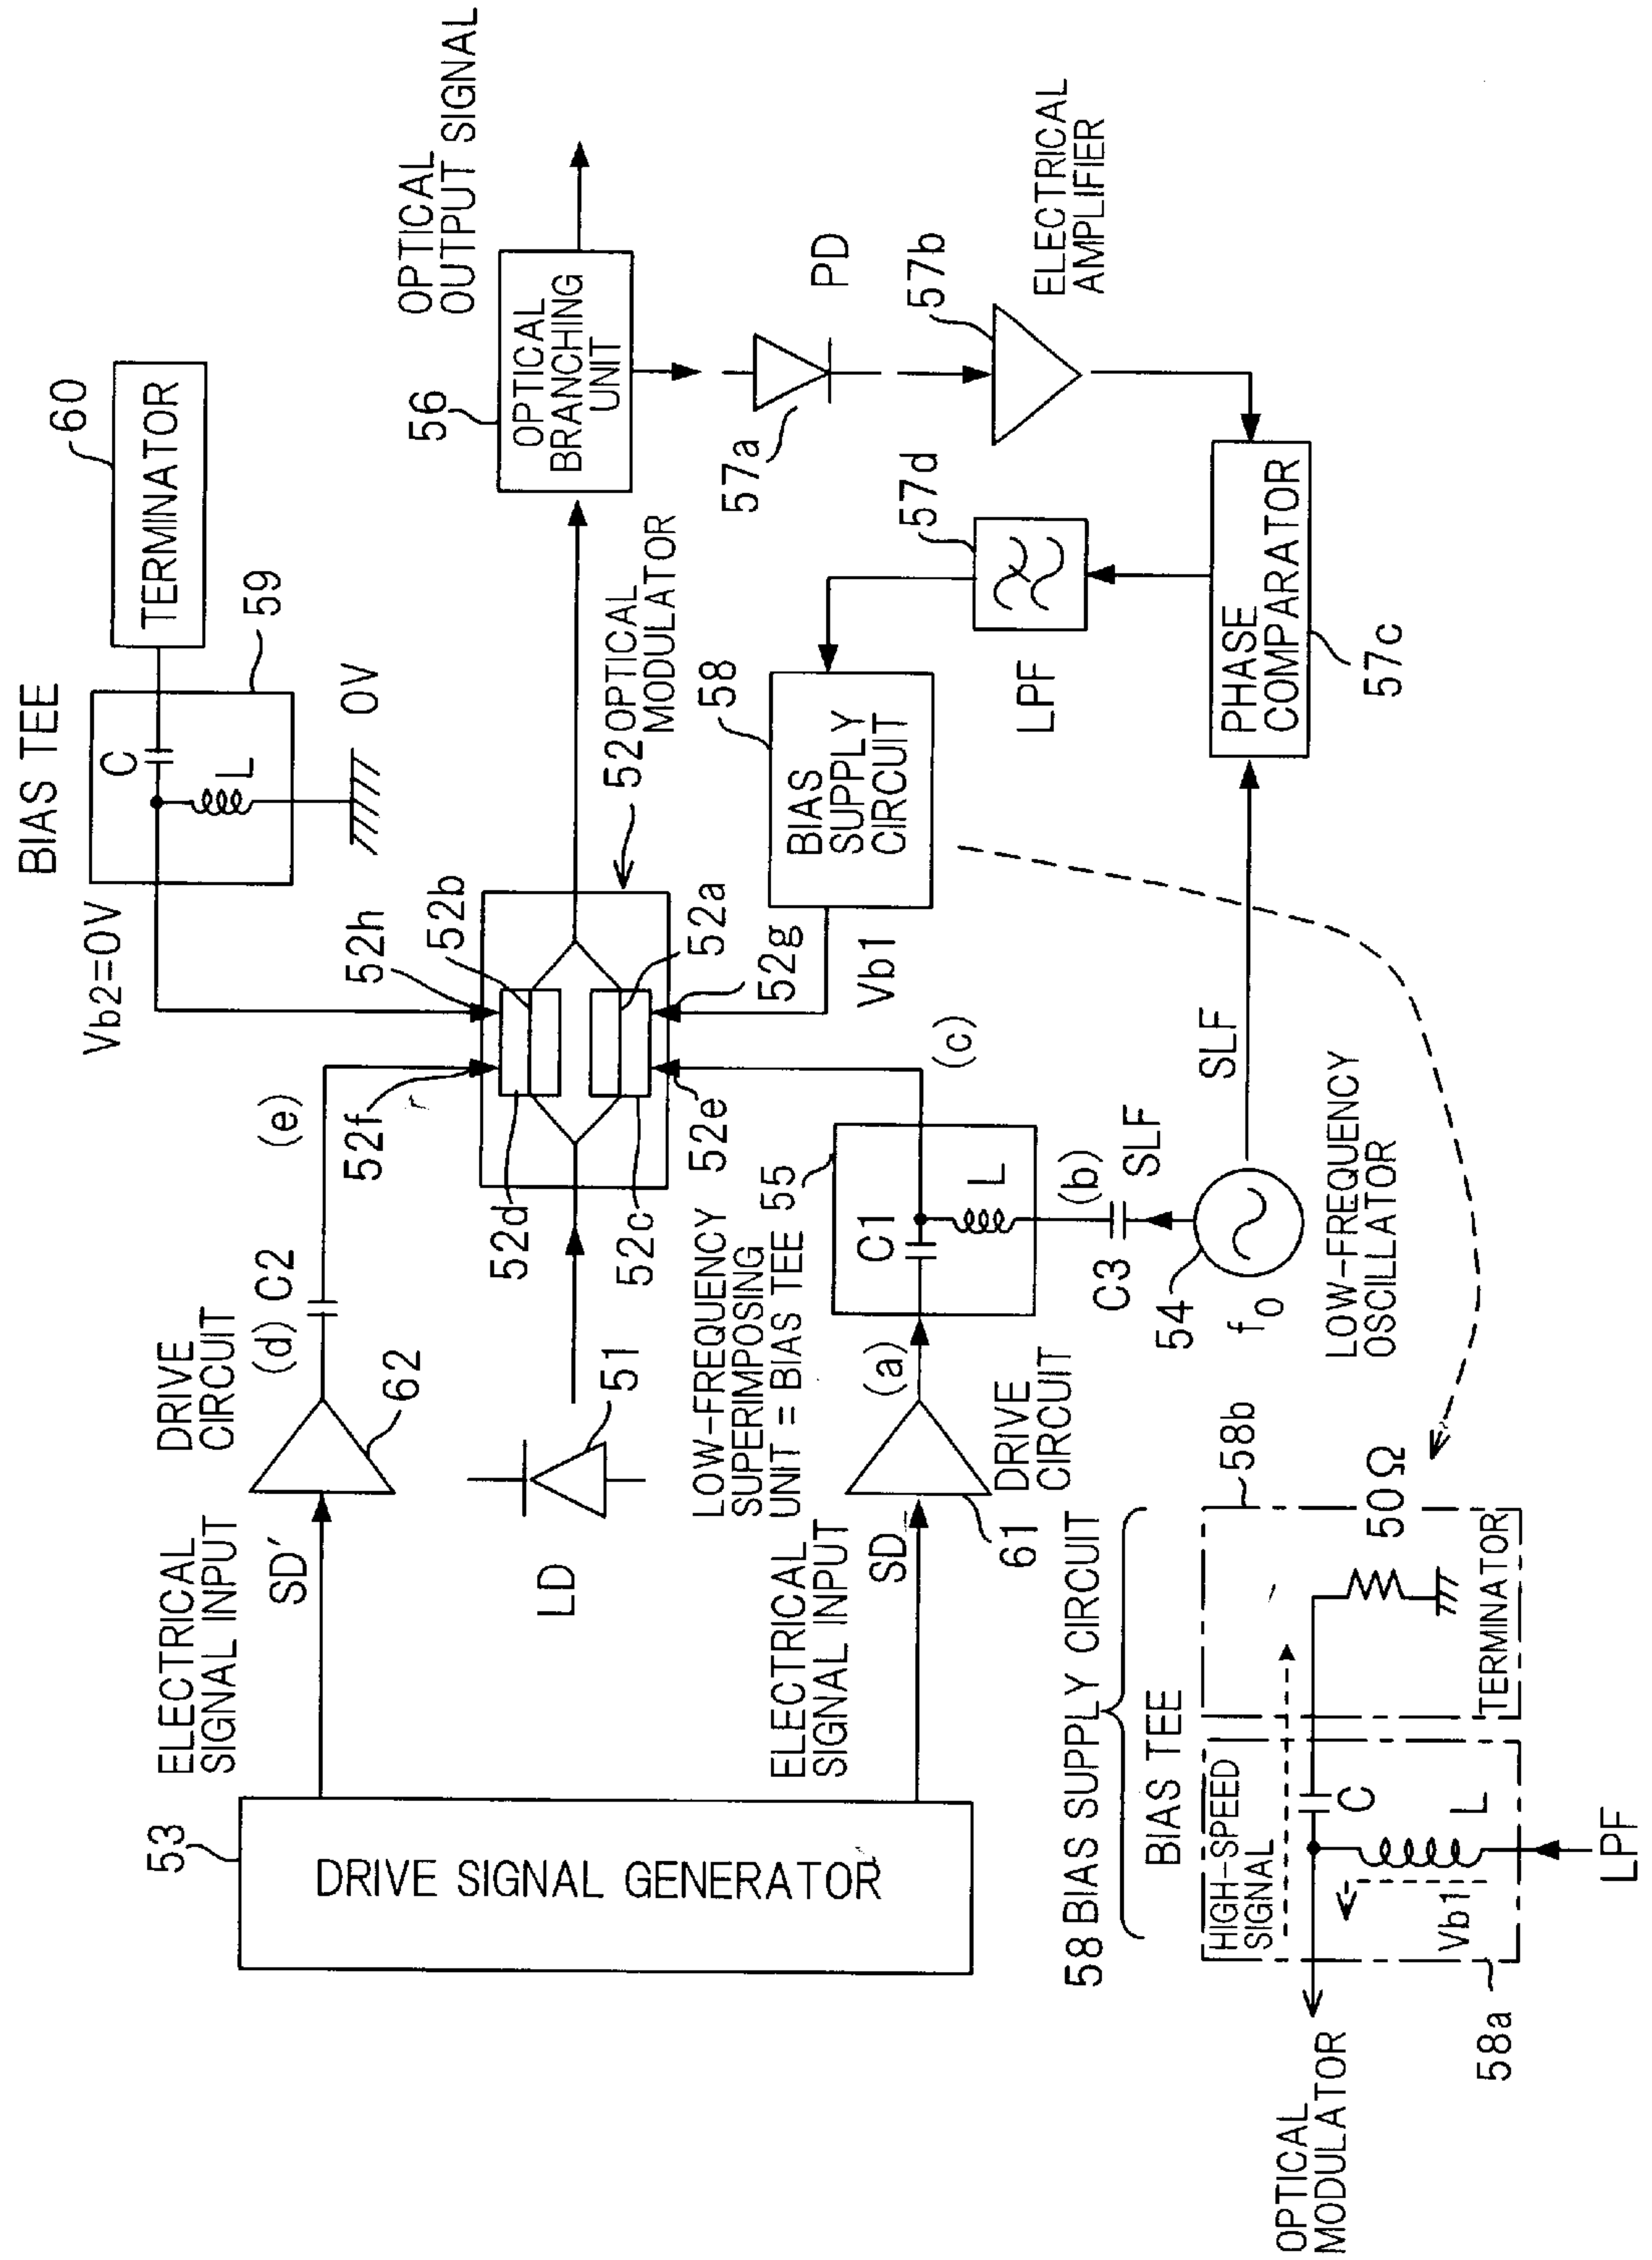 BIAS TEE
Vb2=0V
C
L
59
0V
60
TERMINATOR
OPTICAL
OUTPUT SIGNAL
56
OPTICAL
BRANCHING
UNIT
ELECTRICAL
SIGNAL INPUT
SD'
DRIVE
CIRCUIT
62
(d)
C2
(e)
52f
52h
52b
52d
52c
52e
52a
52g
52 OPTICAL
MODULATOR
53
DRIVE SIGNAL GENERATOR
LD
51
57a
PD
57b
ELECTRICAL
AMPLIFIER
57d
LPF
58
BIAS
SUPPLY
CIRCUIT
Vb1
LOW-FREQUENCY
SUPERIMPOSING
UNIT = BIAS TEE 55
ELECTRICAL
SIGNAL INPUT
SD
61
DRIVE
CIRCUIT
(a)
C1
L
(c)
(b)
SLF
C3
54
f0
LOW-FREQUENCY
OSCILLATOR
SLF
PHASE
COMPARATOR
57c
58 BIAS SUPPLY CIRCUIT
BIAS TEE
58b
HIGH-SPEED
SIGNAL
C
L
Vb1
50Ω
TERMINATOR
OPTICAL
MODULATOR
58a
LPF